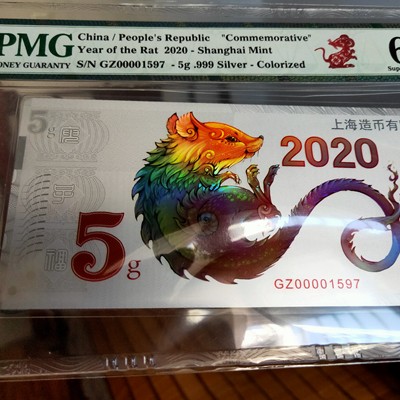 PMG
China / People's Republic "Commemorative"
Year of the Rat 2020 - Shanghai Mint
S/N GZ00001597 - 5g .999 Silver - Colorized
ONEY GUARANTY
6
5g
上海造币有
2020
5g
GZ00001597